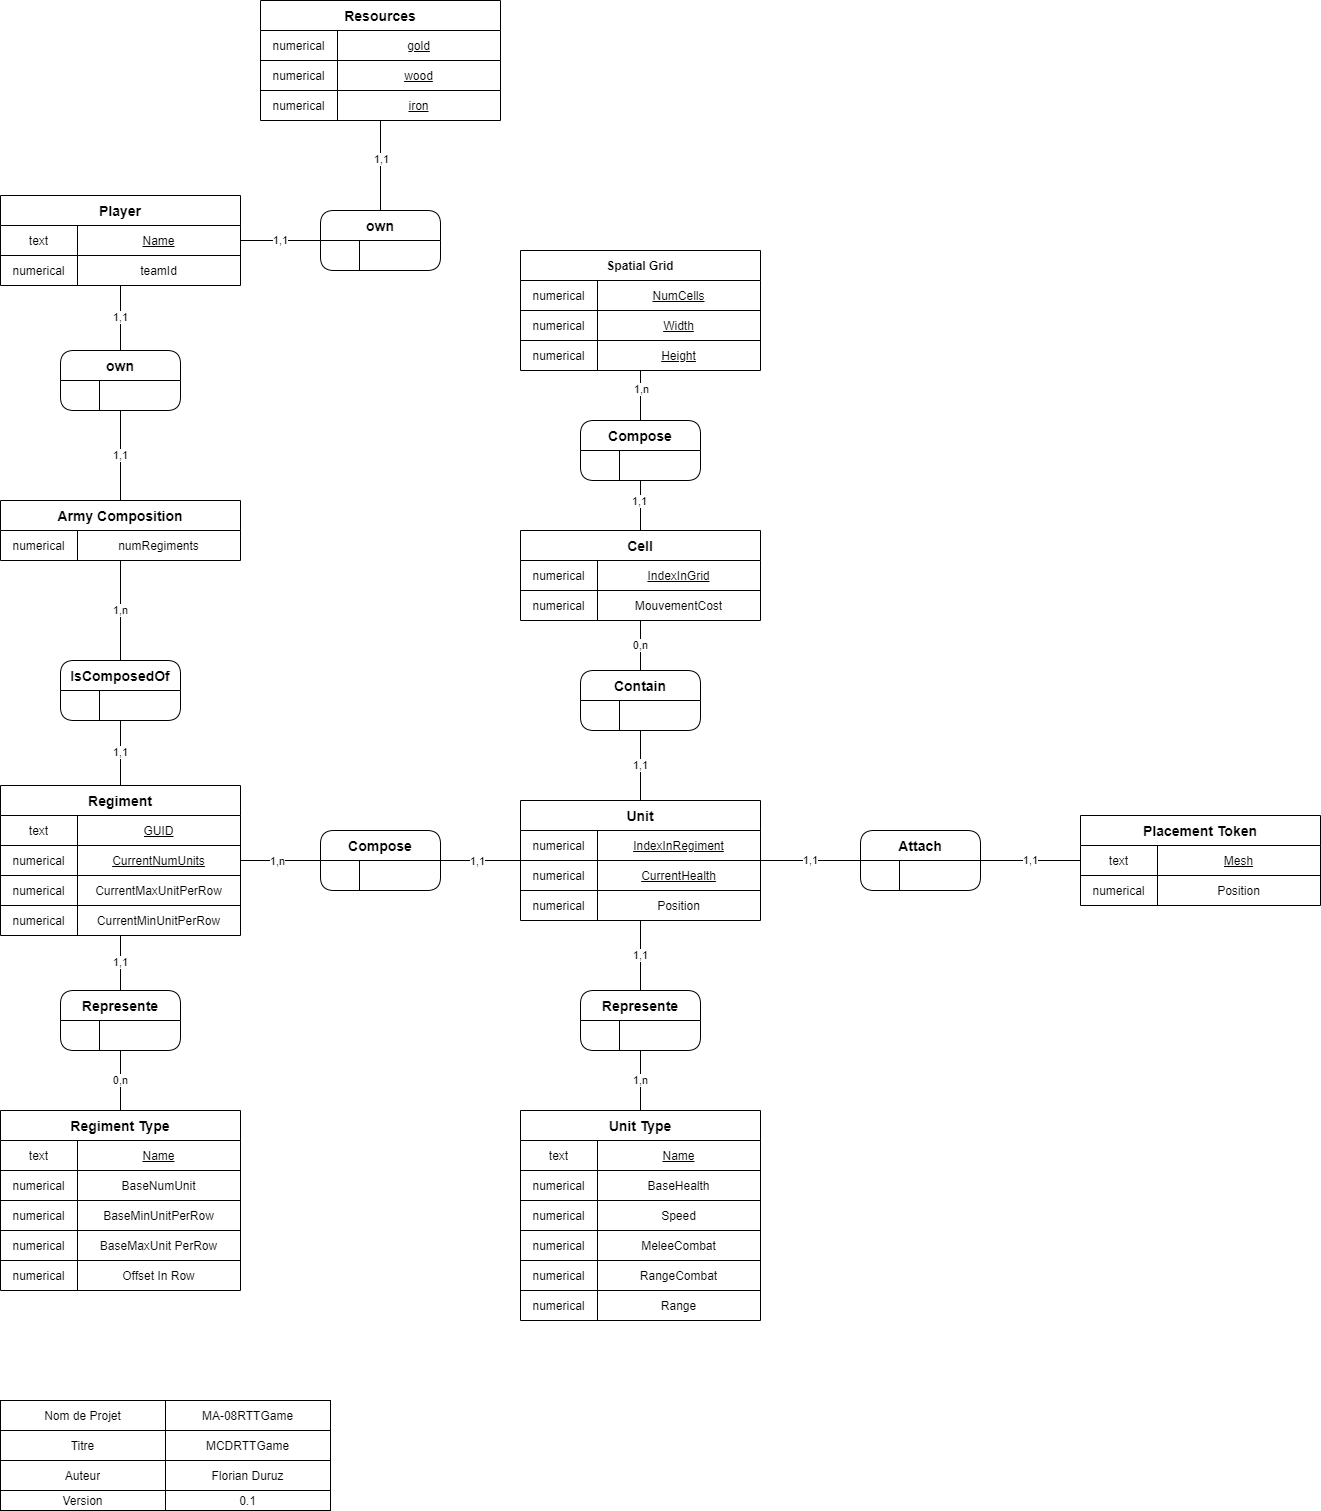 Resources
numerical gold
numerical wood
numerical iron
1,1
Player
text Name
numerical teamId
1,1
own
1,1
own
1,1
Army Composition
numerical numRegiments
1,n
IsComposedOf
1,1
Spatial Grid
numerical NumCells
numerical Width
numerical Height
1,n
Compose
1,1
Cell
numerical IndexInGrid
numerical MouvementCost
0,n
Contain
1,1
Regiment
text GUID
numerical CurrentNumUnits
numerical CurrentMaxUnitPerRow
numerical CurrentMinUnitPerRow
1,n
Compose
1,1
Unit
numerical IndexInRegiment
numerical CurrentHealth
numerical Position
1,1
Attach
1,1
Placement Token
text Mesh
numerical Position
1,1
Represente
0,n
Regiment Type
text Name
numerical BaseNumUnit
numerical BaseMinUnitPerRow
numerical BaseMaxUnit PerRow
numerical Offset In Row
1,1
Represente
1,n
Unit Type
text Name
numerical BaseHealth
numerical Speed
numerical MeleeCombat
numerical RangeCombat
numerical Range
Nom de Projet MA-08RTTGame
Titre MCDRTTGame
Auteur Florian Duruz
Version 0.1